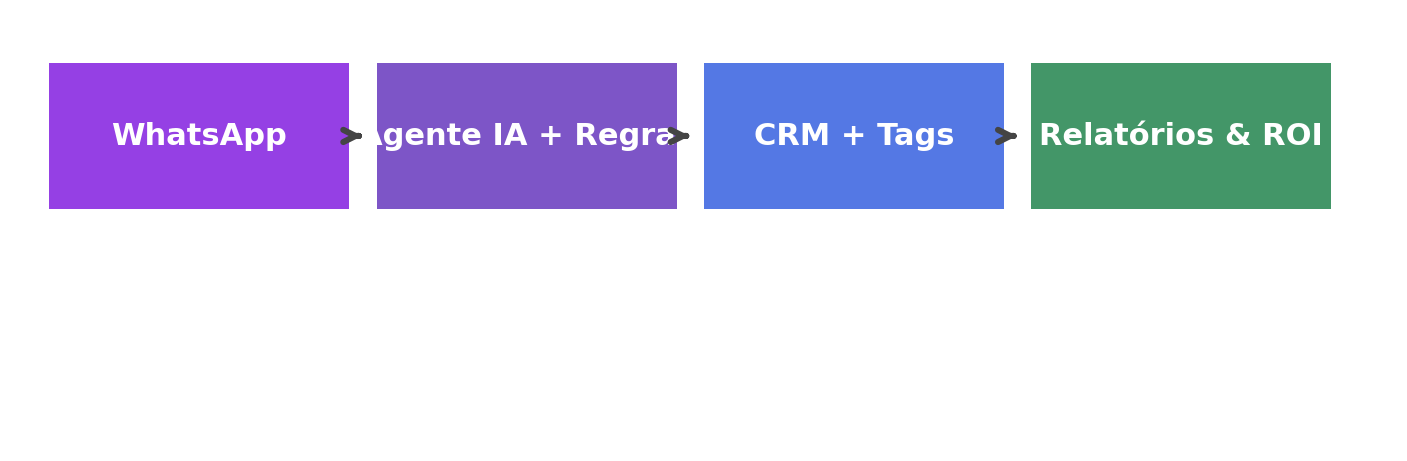 WhatsApp
Agente IA + Regra
CRM + Tags
Relatórios & ROI